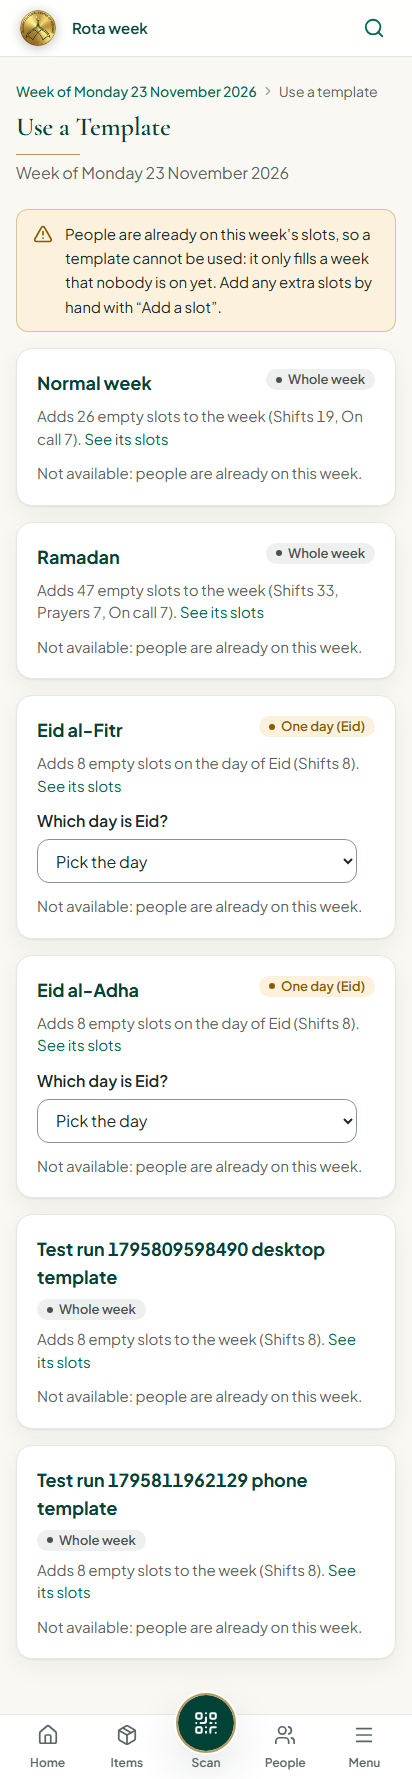 Rota week
Week of Monday 23 November 2026 > Use a template
Use a Template
Week of Monday 23 November 2026
People are already on this week's slots, so a
template cannot be used: it only fills a week
that nobody is on yet. Add any extra slots by
hand with “Add a slot”.
Normal week
Whole week
Adds 26 empty slots to the week (Shifts 19, On
call 7). See its slots
Not available: people are already on this week.
Ramadan
Whole week
Adds 47 empty slots to the week (Shifts 33,
Prayers 7, On call 7). See its slots
Not available: people are already on this week.
Eid al-Fitr
One day (Eid)
Adds 8 empty slots on the day of Eid (Shifts 8).
See its slots
Which day is Eid?
Pick the day
Not available: people are already on this week.
Eid al-Adha
One day (Eid)
Adds 8 empty slots on the day of Eid (Shifts 8).
See its slots
Which day is Eid?
Pick the day
Not available: people are already on this week.
Test run 1795809598490 desktop
template
Whole week
Adds 8 empty slots to the week (Shifts 8). See
its slots
Not available: people are already on this week.
Test run 1795811962129 phone
template
Whole week
Adds 8 empty slots to the week (Shifts 8). See
its slots
Not available: people are already on this week.
Home
Items
Scan
People
Menu